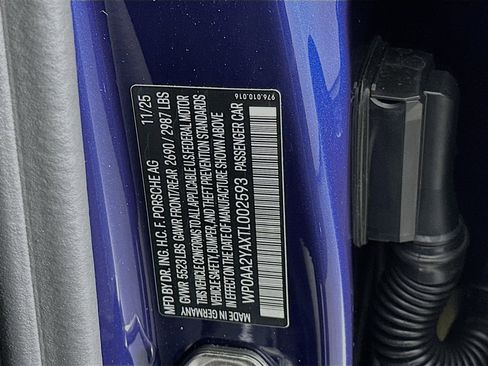 MFD BY DR. ING. H.C. F. PORSCHE AG 11/25
GVWR 5623 LBS GAWR FRONT/REAR 2690 / 2987 LBS
THIS VEHICLE CONFORMS TO ALL APPLICABLE U.S. FEDERAL MOTOR
VEHICLE SAFETY, BUMPER, AND THEFT PREVENTION STANDARDS
IN EFFECT ON THE DATE OF MANUFACTURE SHOWN ABOVE
WP0AA2YAXTL002593 PASSENGER CAR
MADE IN GERMANY
976.010.016